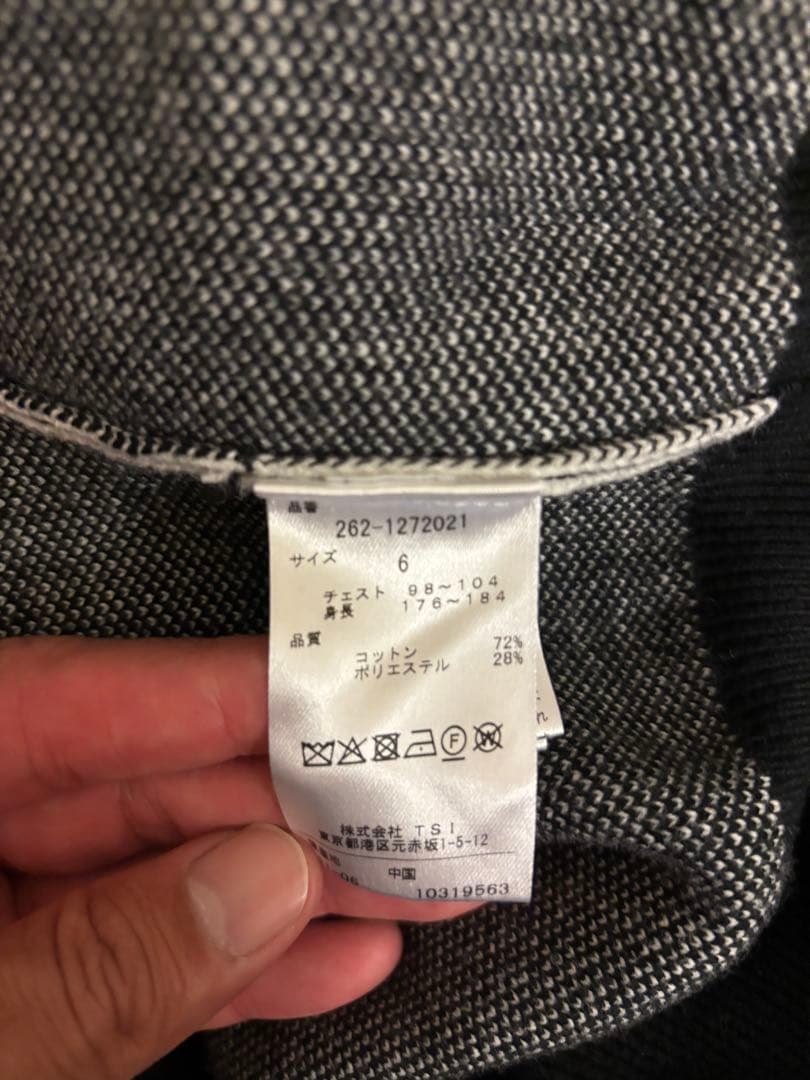 品番
262-1272021
サイズ 6
チェスト 98～104
身長 176～184
品質
コットン 72%
ポリエステル 28%
F W
株式会社 TSI
東京都港区元赤坂1-5-12
06 中国
10319563
れ